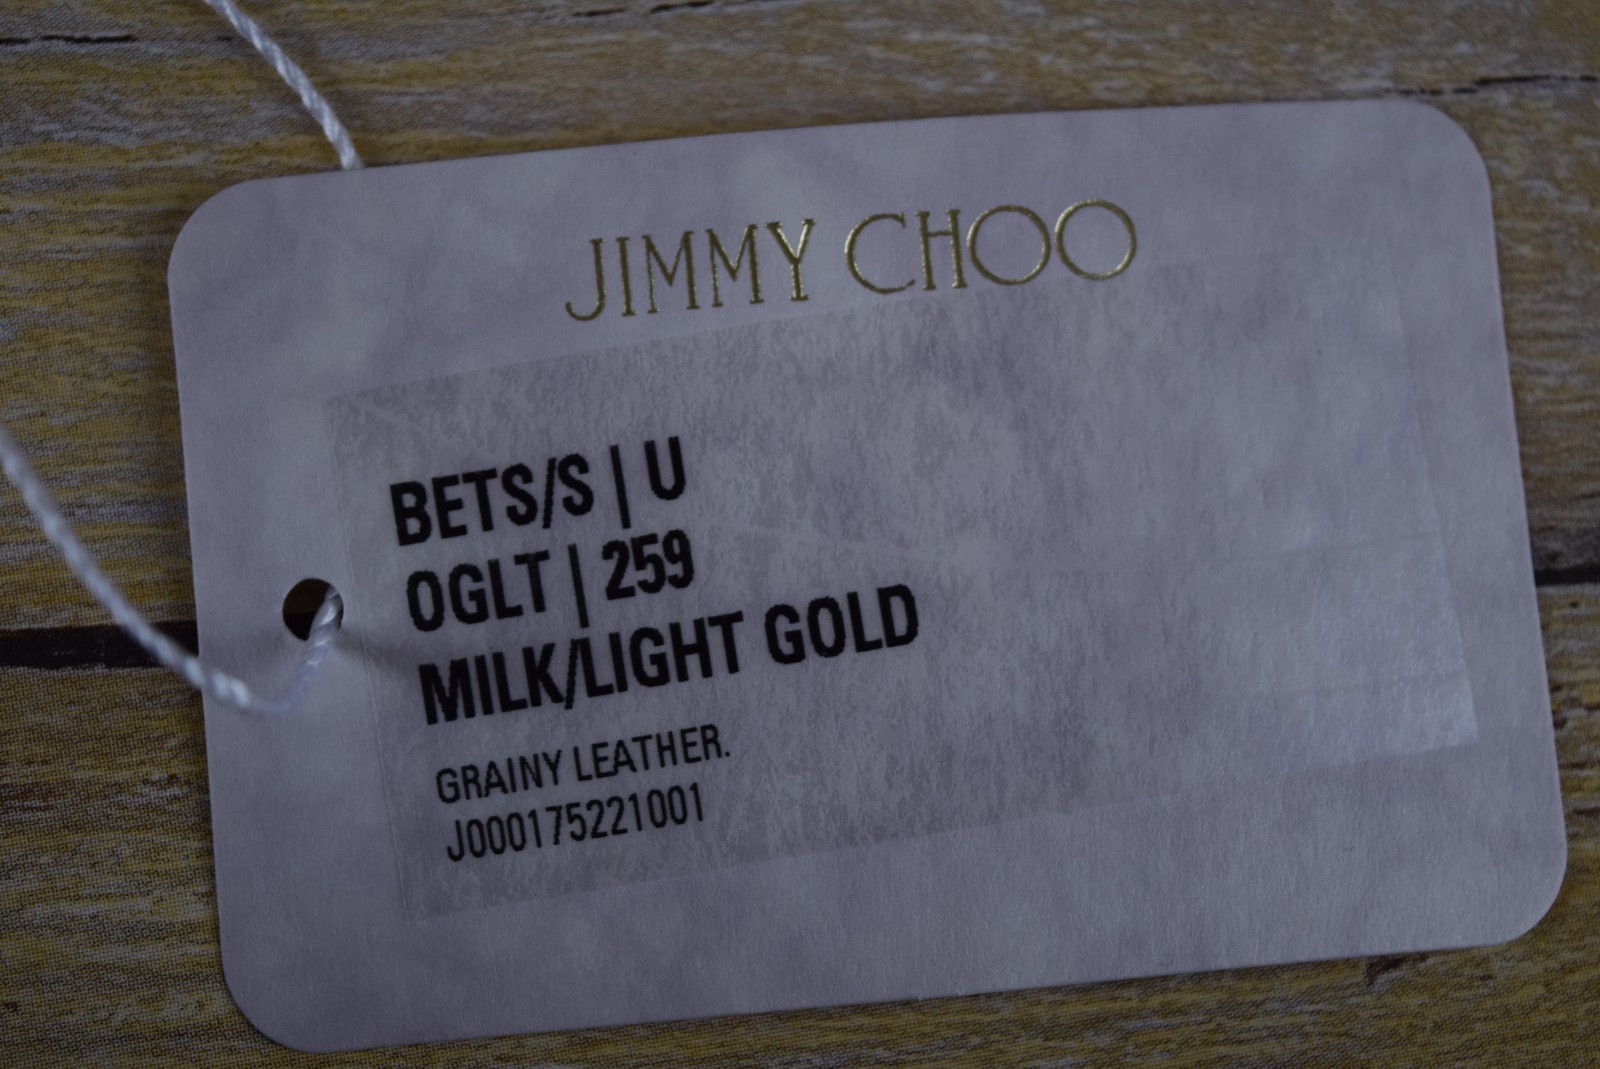 JIMMY CHOO
BETS/S | U
OGLT | 259
MILK/LIGHT GOLD
GRAINY LEATHER.
J000175221001